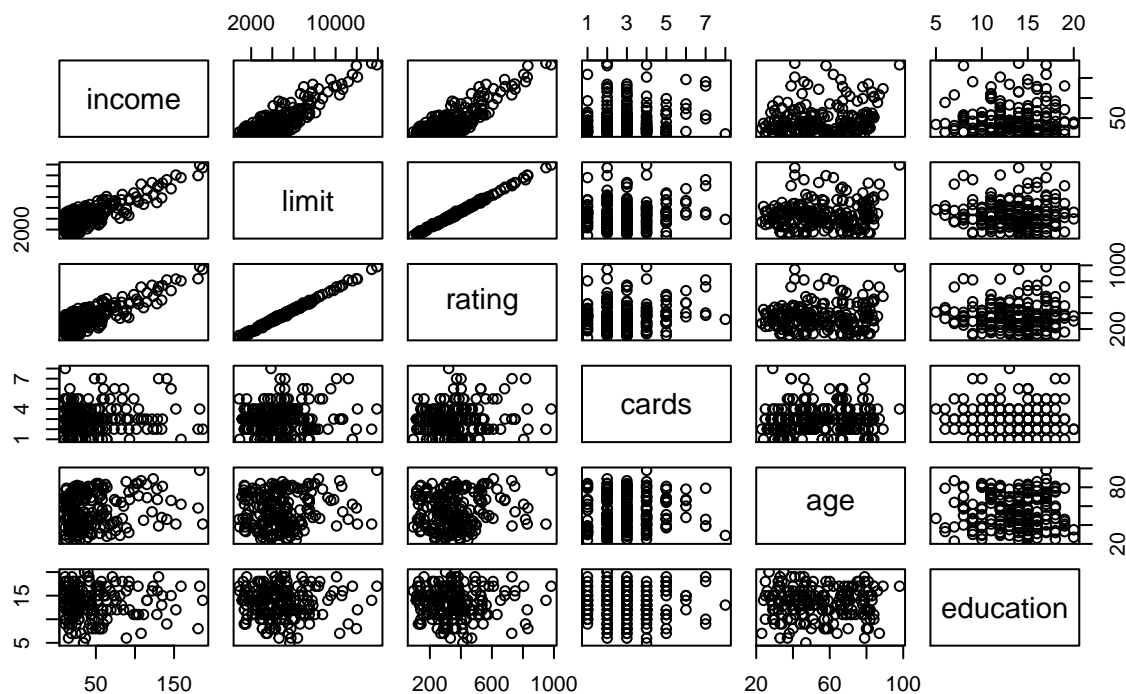 2000 10000 1 3 5 7 5 10 15 20
income 50
2000 limit
rating 200 1000
1 4 7 cards
age 20 80
5 15 education
50 150 200 600 1000 20 60 100